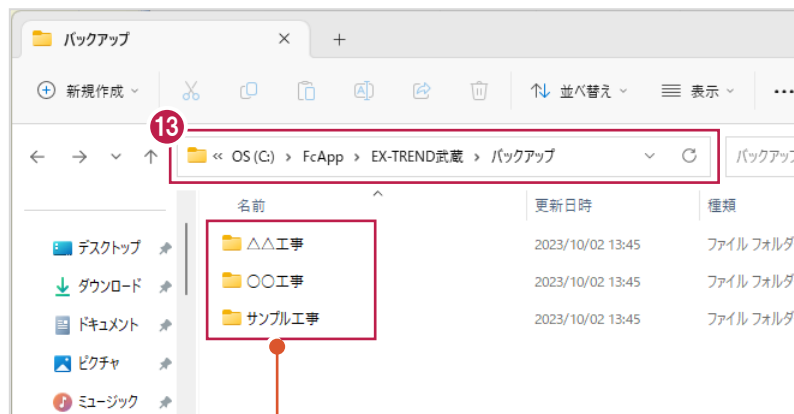 バックアップ
新規作成
並べ替え
表示
13
OS (C:) > FcApp > EX-TREND武蔵 > バックアップ
バックアップ
名前
更新日時
種類
デスクトップ
△△工事
2023/10/02 13:45
ファイル フォルダ
ダウンロード
〇〇工事
2023/10/02 13:45
ファイル フォルダ
ドキュメント
サンプル工事
2023/10/02 13:45
ファイル フォルダ
ピクチャ
ミュージック